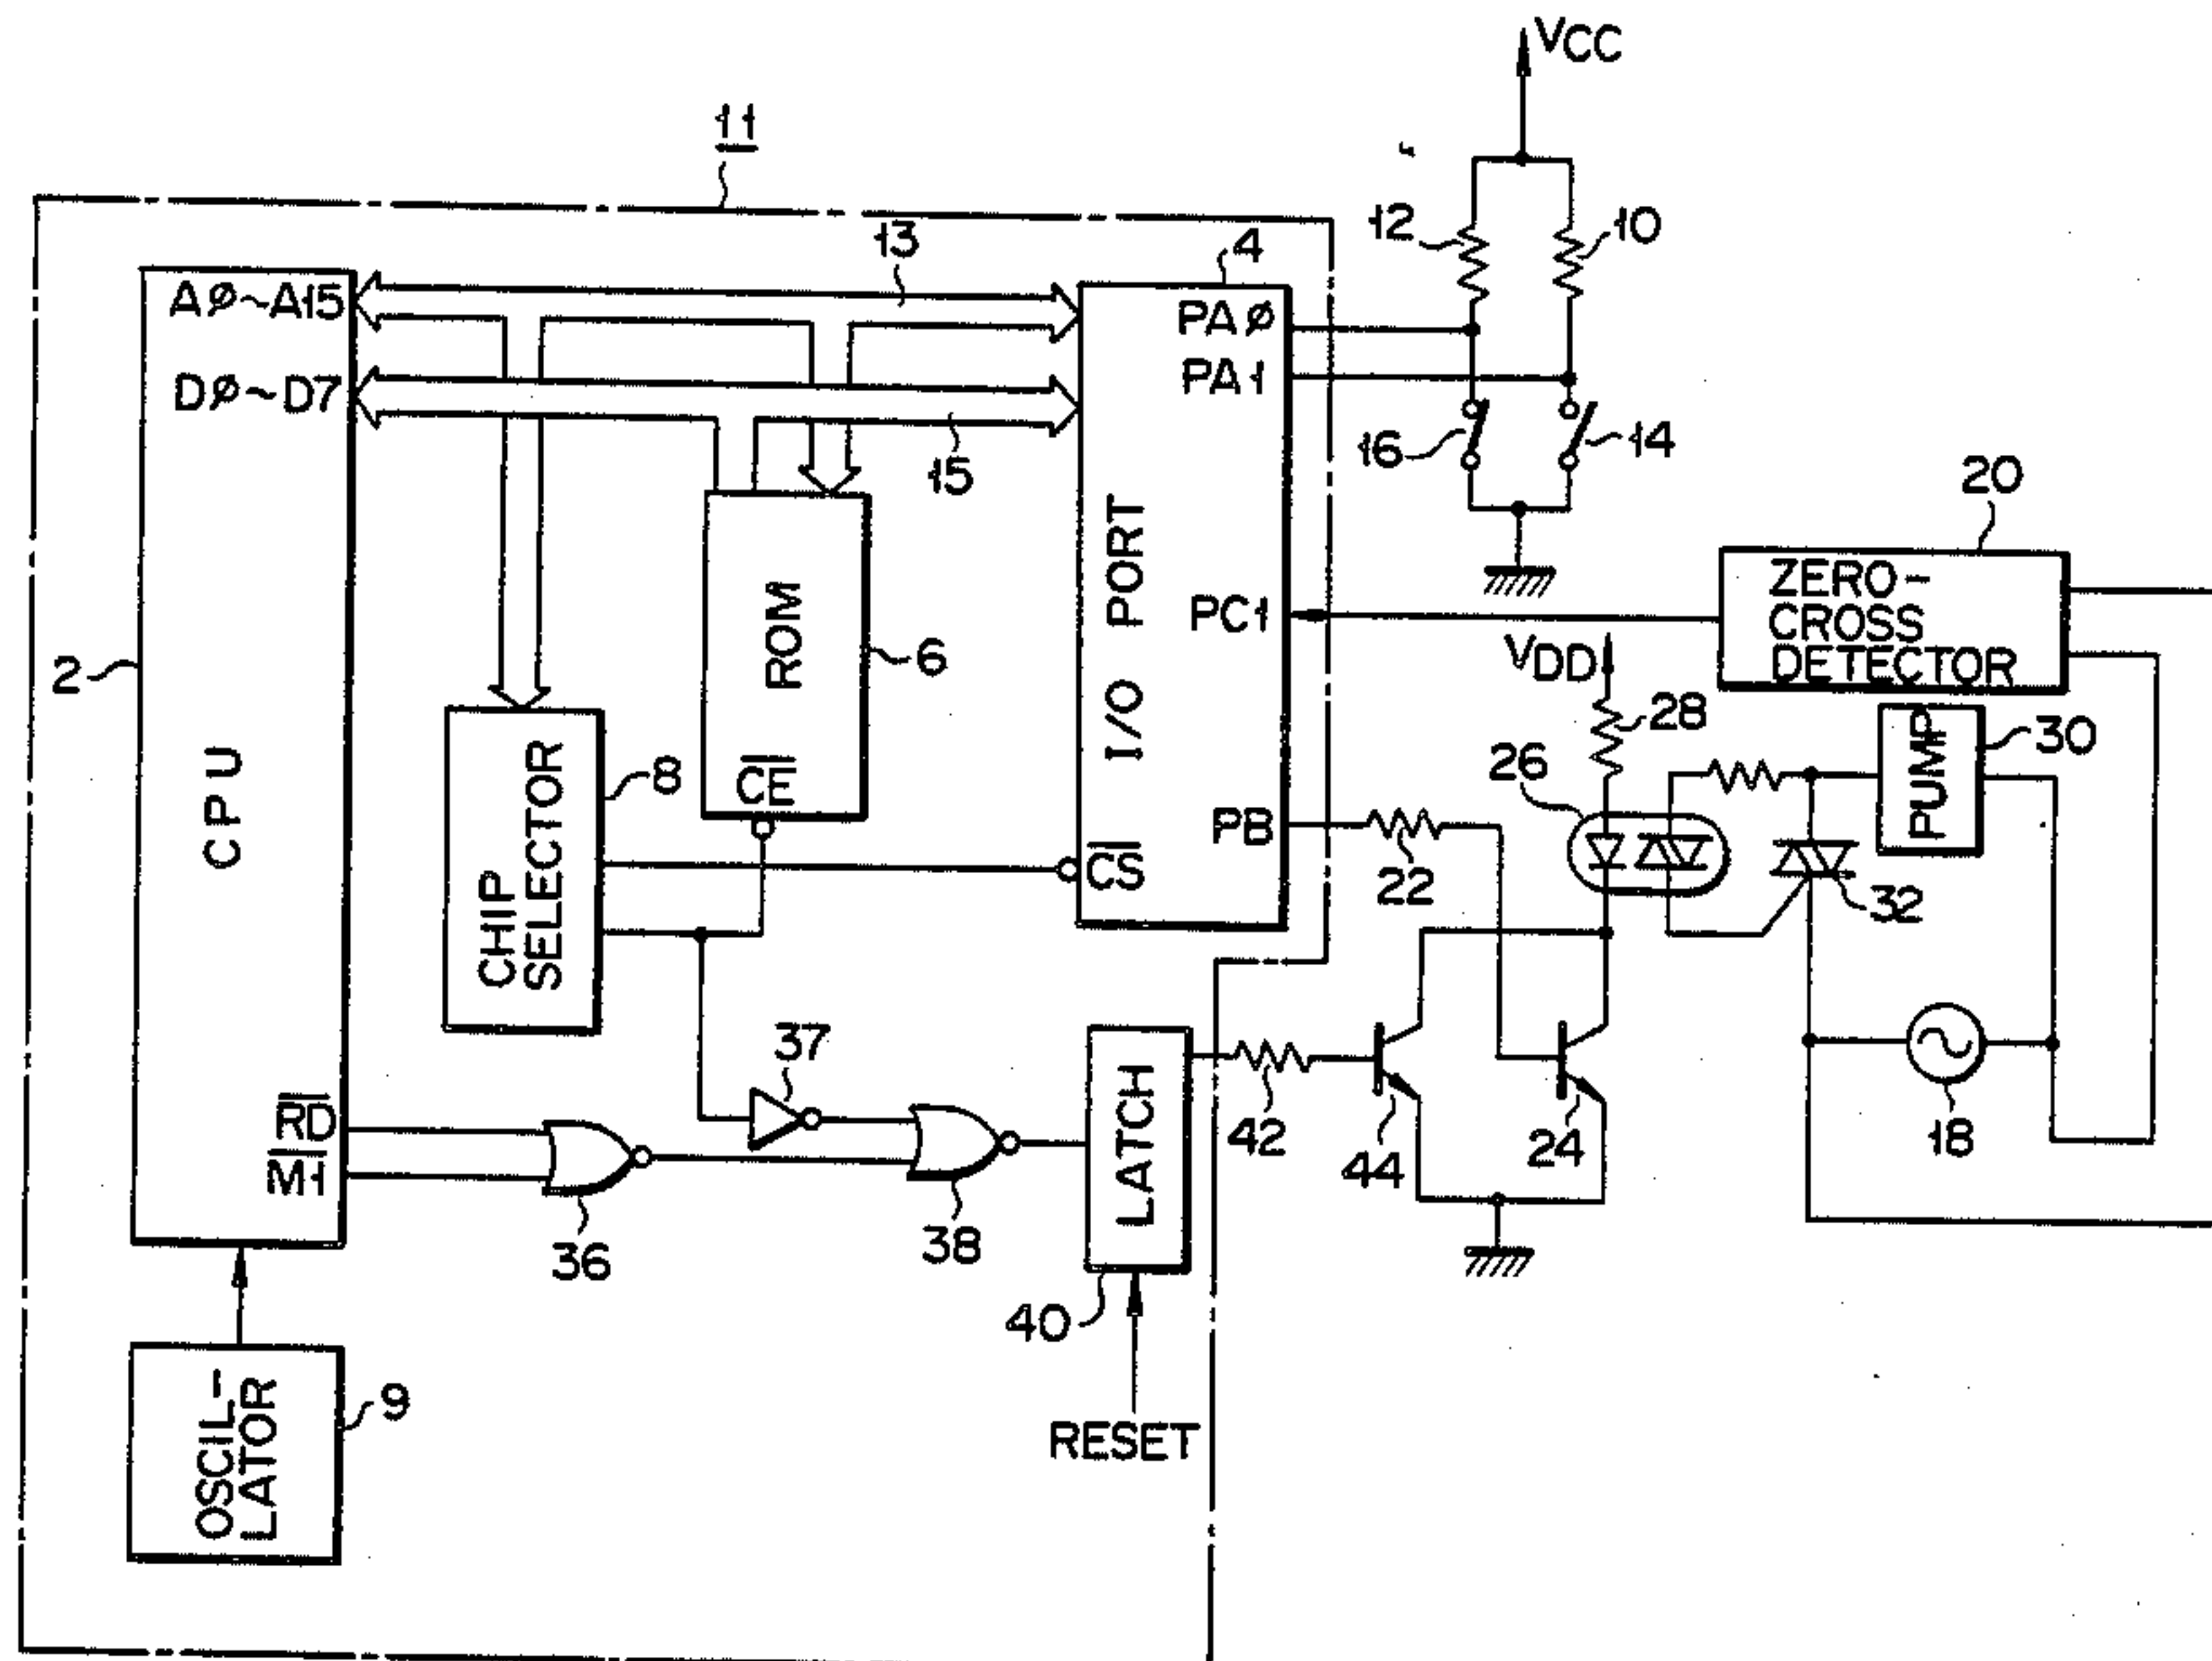 VCC
11
13
4
12
10
AØ~A15
PAØ
PA1
DØ~D7
16
14
15
20
ZERO-
CROSS
DETECTOR
I/O PORT
PC1
ROM
6
2
VDD
28
CPU
CHIP
SELECTOR
8
CE
26
PUMP
30
PB
CS
22
32
37
LATCH
RD
M1
42
44
24
18
36
38
40
RESET
OSCIL-
LATOR
9